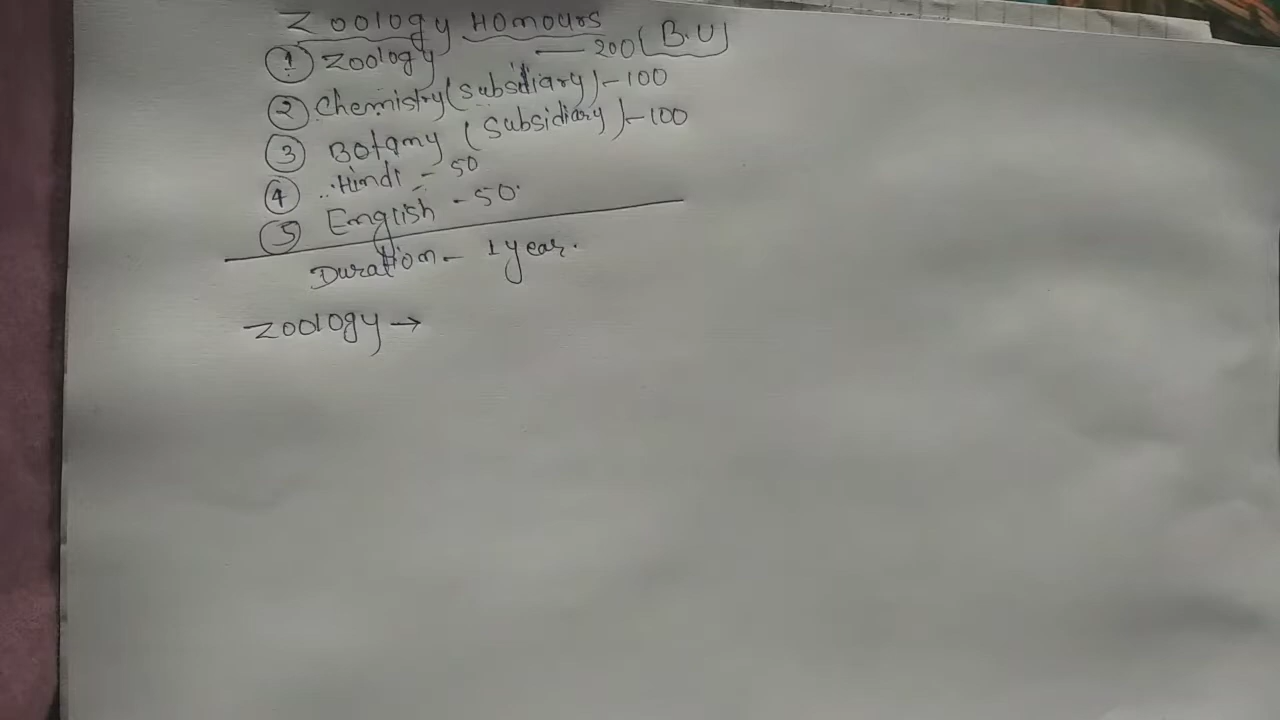 Zoology Honours
① Zoology — 200 (B.U)
② Chemistry (subsidiary) - 100
③ Botany (subsidiary) - 100
④ Hindi - 50
⑤ English - 50.
Duration - 1 year.
Zoology →